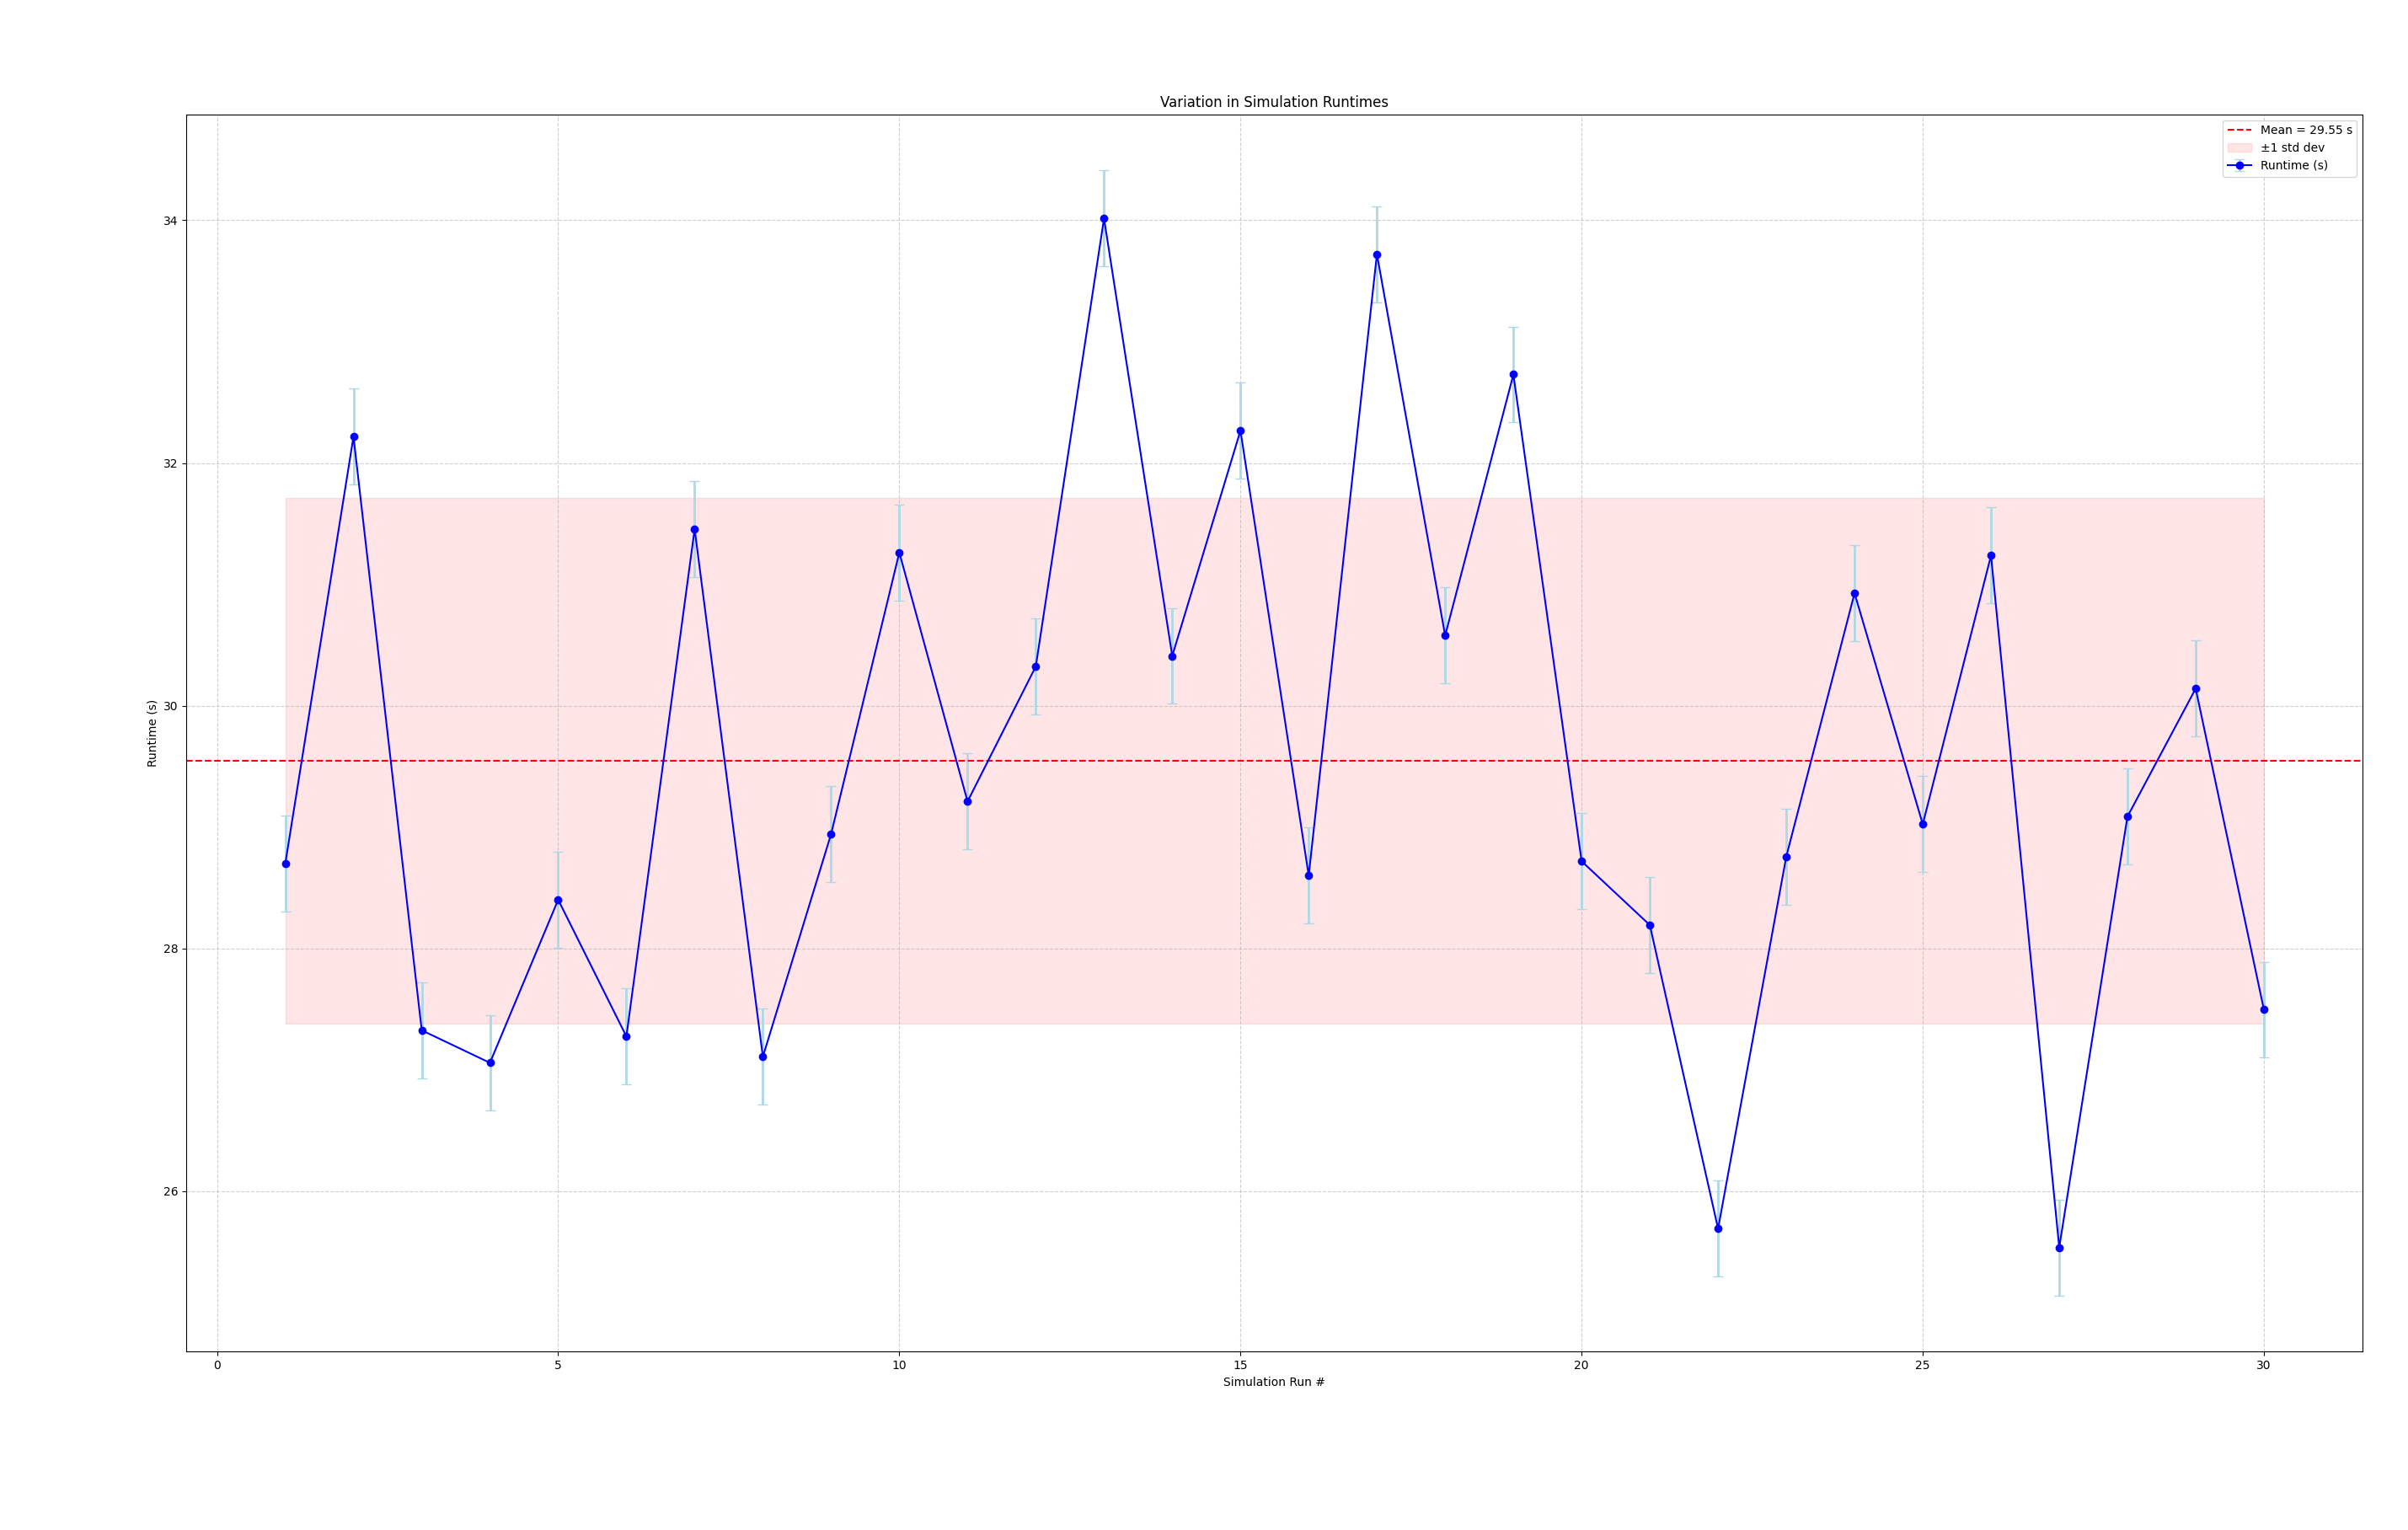 Variation in Simulation Runtimes
Mean = 29.55 s
±1 std dev
Runtime (s)
34
32
30
28
26
Runtime (s)
0 5 10 15 20 25 30
Simulation Run #